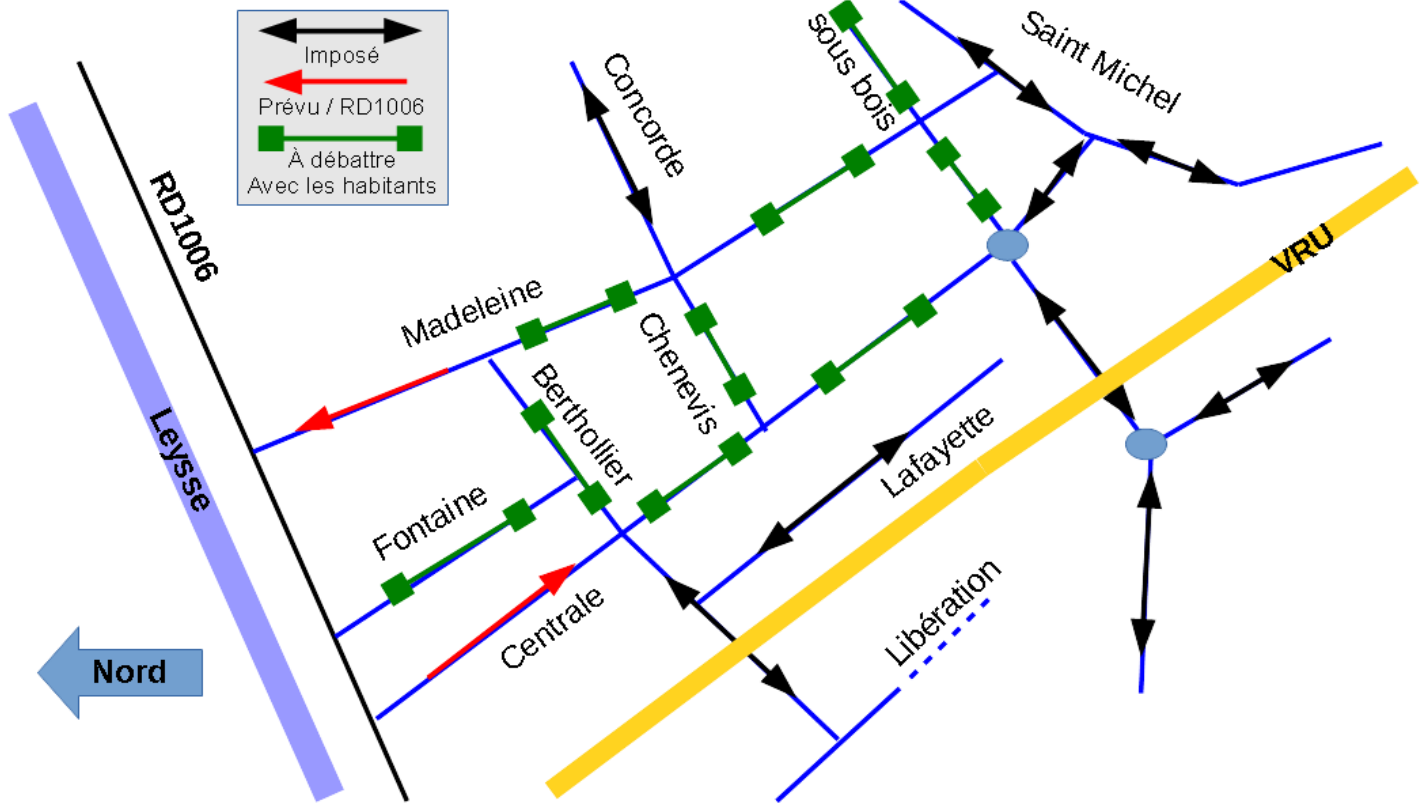 Imposé
Prévu / RD1006
À débattre
Avec les habitants
sous bois
Saint Michel
Concorde
RD1006
VRU
Madeleine
Chenevis
Berthollier
Leysse
Lafayette
Fontaine
Centrale
Libération
Nord